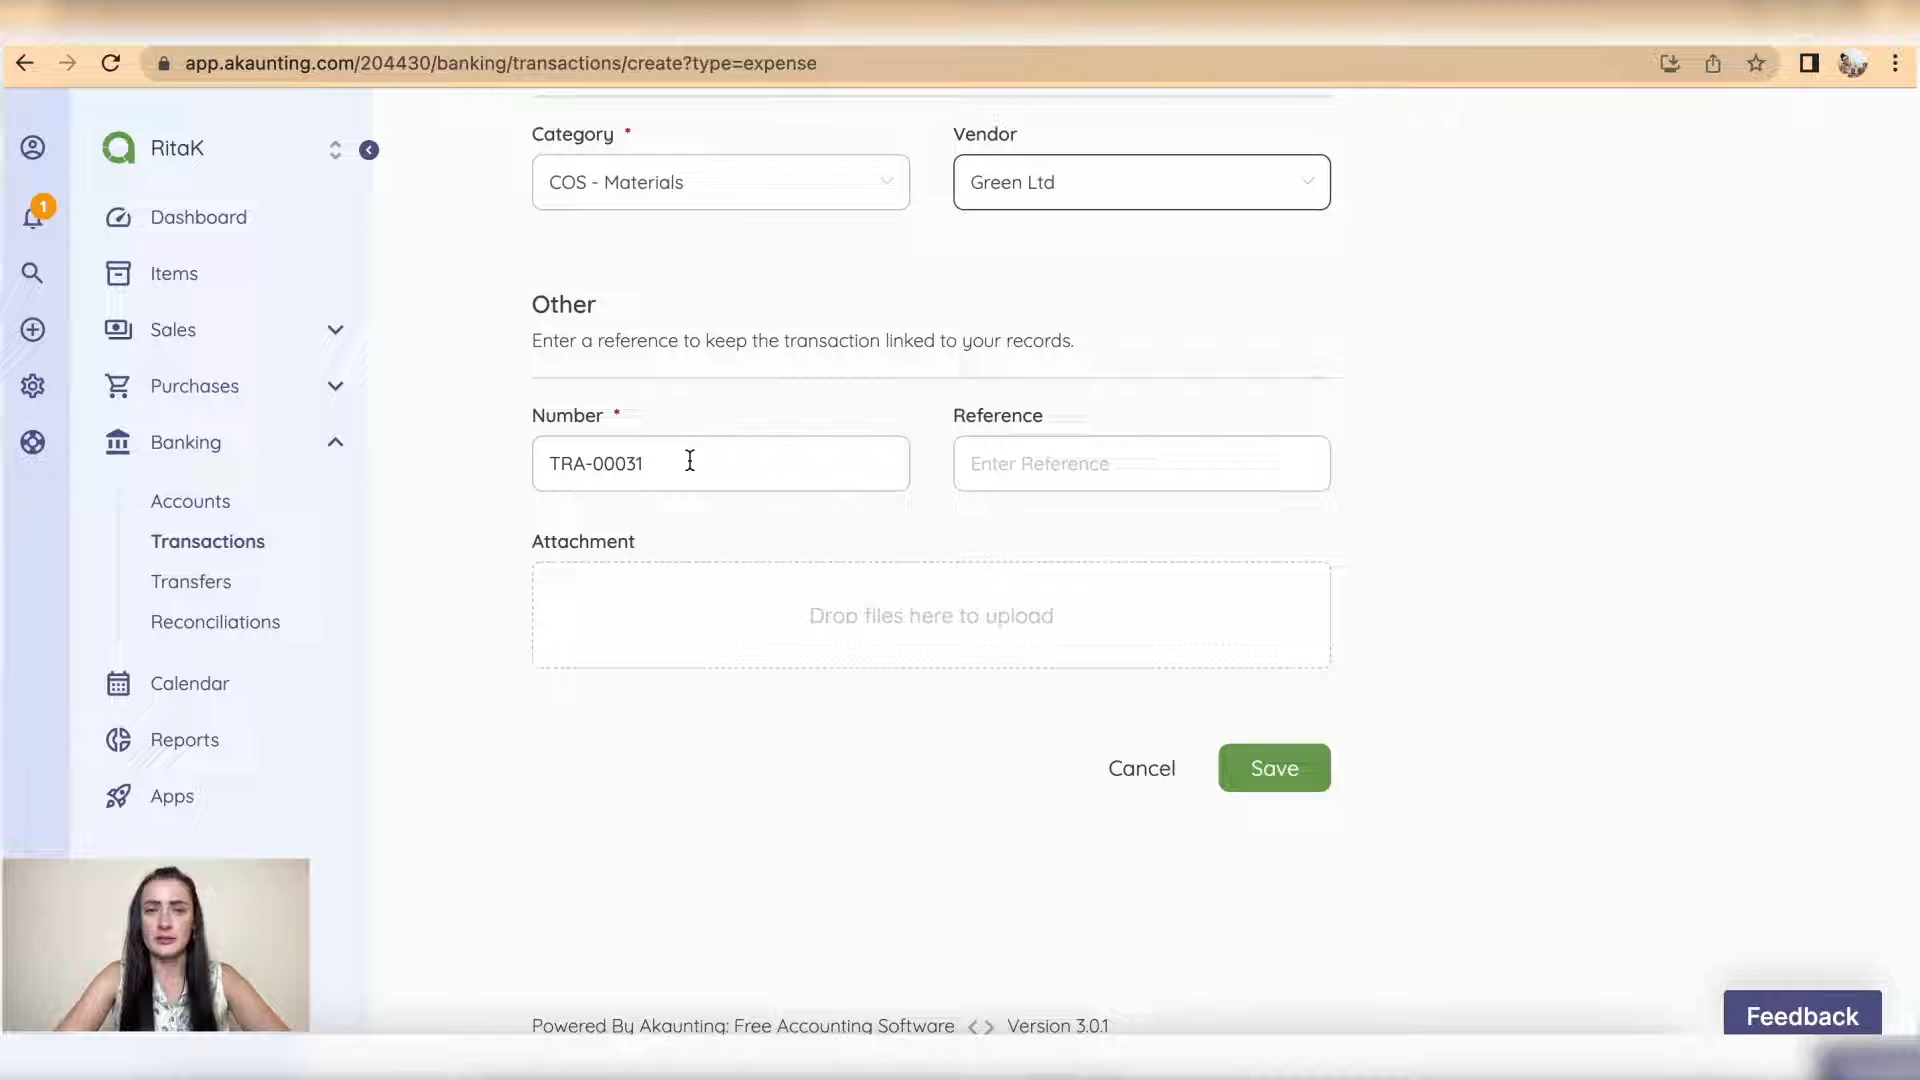 app.akaunting.com/204430/banking/transactions/create?type=expense
RitaK
1
Dashboard
Items
Sales
Purchases
Banking
Accounts
Transactions
Transfers
Reconciliations
Calendar
Reports
Apps
Category * Vendor
COS - Materials Green Ltd
Other
Enter a reference to keep the transaction linked to your records.
Number * Reference
TRA-00031 Enter Reference
Attachment
Drop files here to upload
Cancel Save
Powered By Akaunting: Free Accounting Software <> Version 3.0.1
Feedback